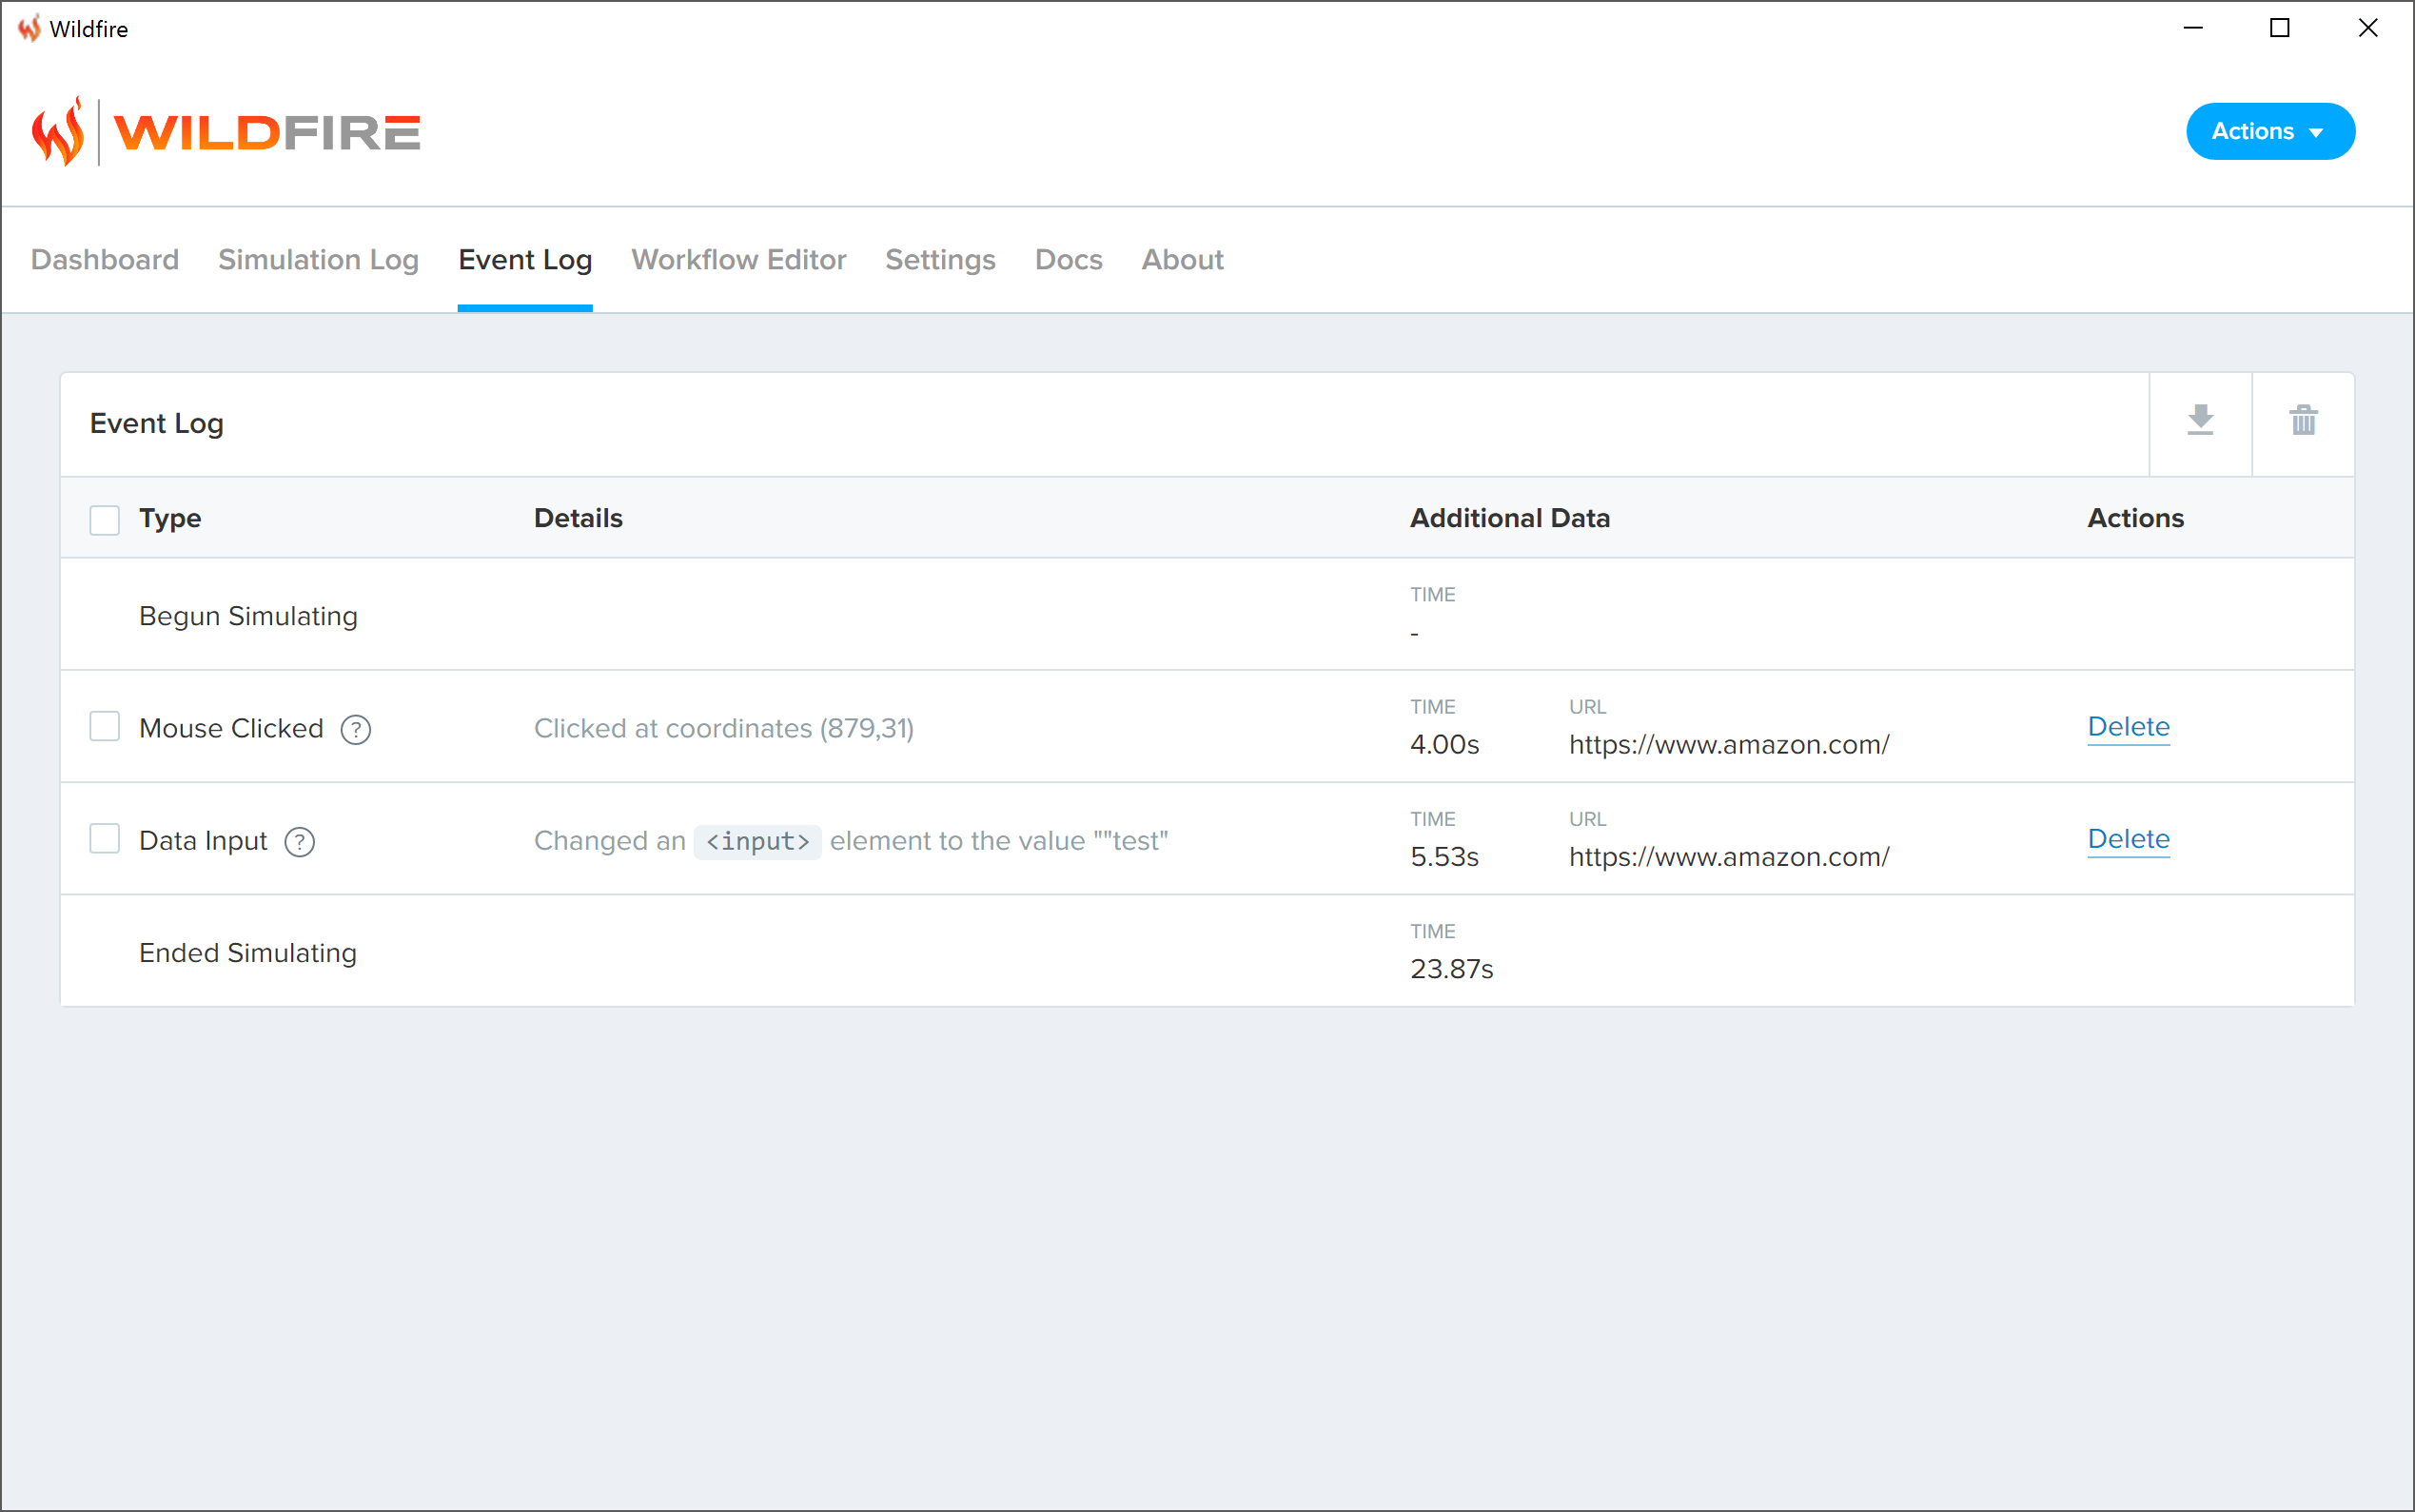 Wildfire
WILDFIRE
Actions
Dashboard Simulation Log Event Log Workflow Editor Settings Docs About
Event Log
Type Details Additional Data Actions
Begun Simulating
TIME
-
Mouse Clicked ? Clicked at coordinates (879,31)
TIME URL
4.00s https://www.amazon.com/
Delete
Data Input ? Changed an <input> element to the value ""test"
TIME URL
5.53s https://www.amazon.com/
Delete
Ended Simulating
TIME
23.87s